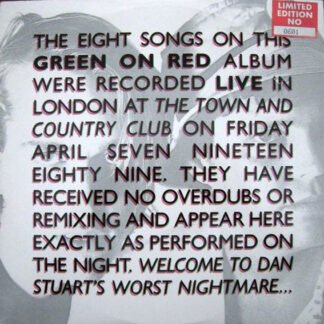 LIMITED
EDITION
NO
0601
THE EIGHT SONGS ON THIS
GREEN ON RED ALBUM
WERE RECORDED LIVE IN
LONDON AT THE TOWN AND
COUNTRY CLUB ON FRIDAY
APRIL SEVEN NINETEEN
EIGHTY NINE. THEY HAVE
RECEIVED NO OVERDUBS OR
REMIXING AND APPEAR HERE
EXACTLY AS PERFORMED ON
THE NIGHT. WELCOME TO DAN
STUART'S WORST NIGHTMARE...